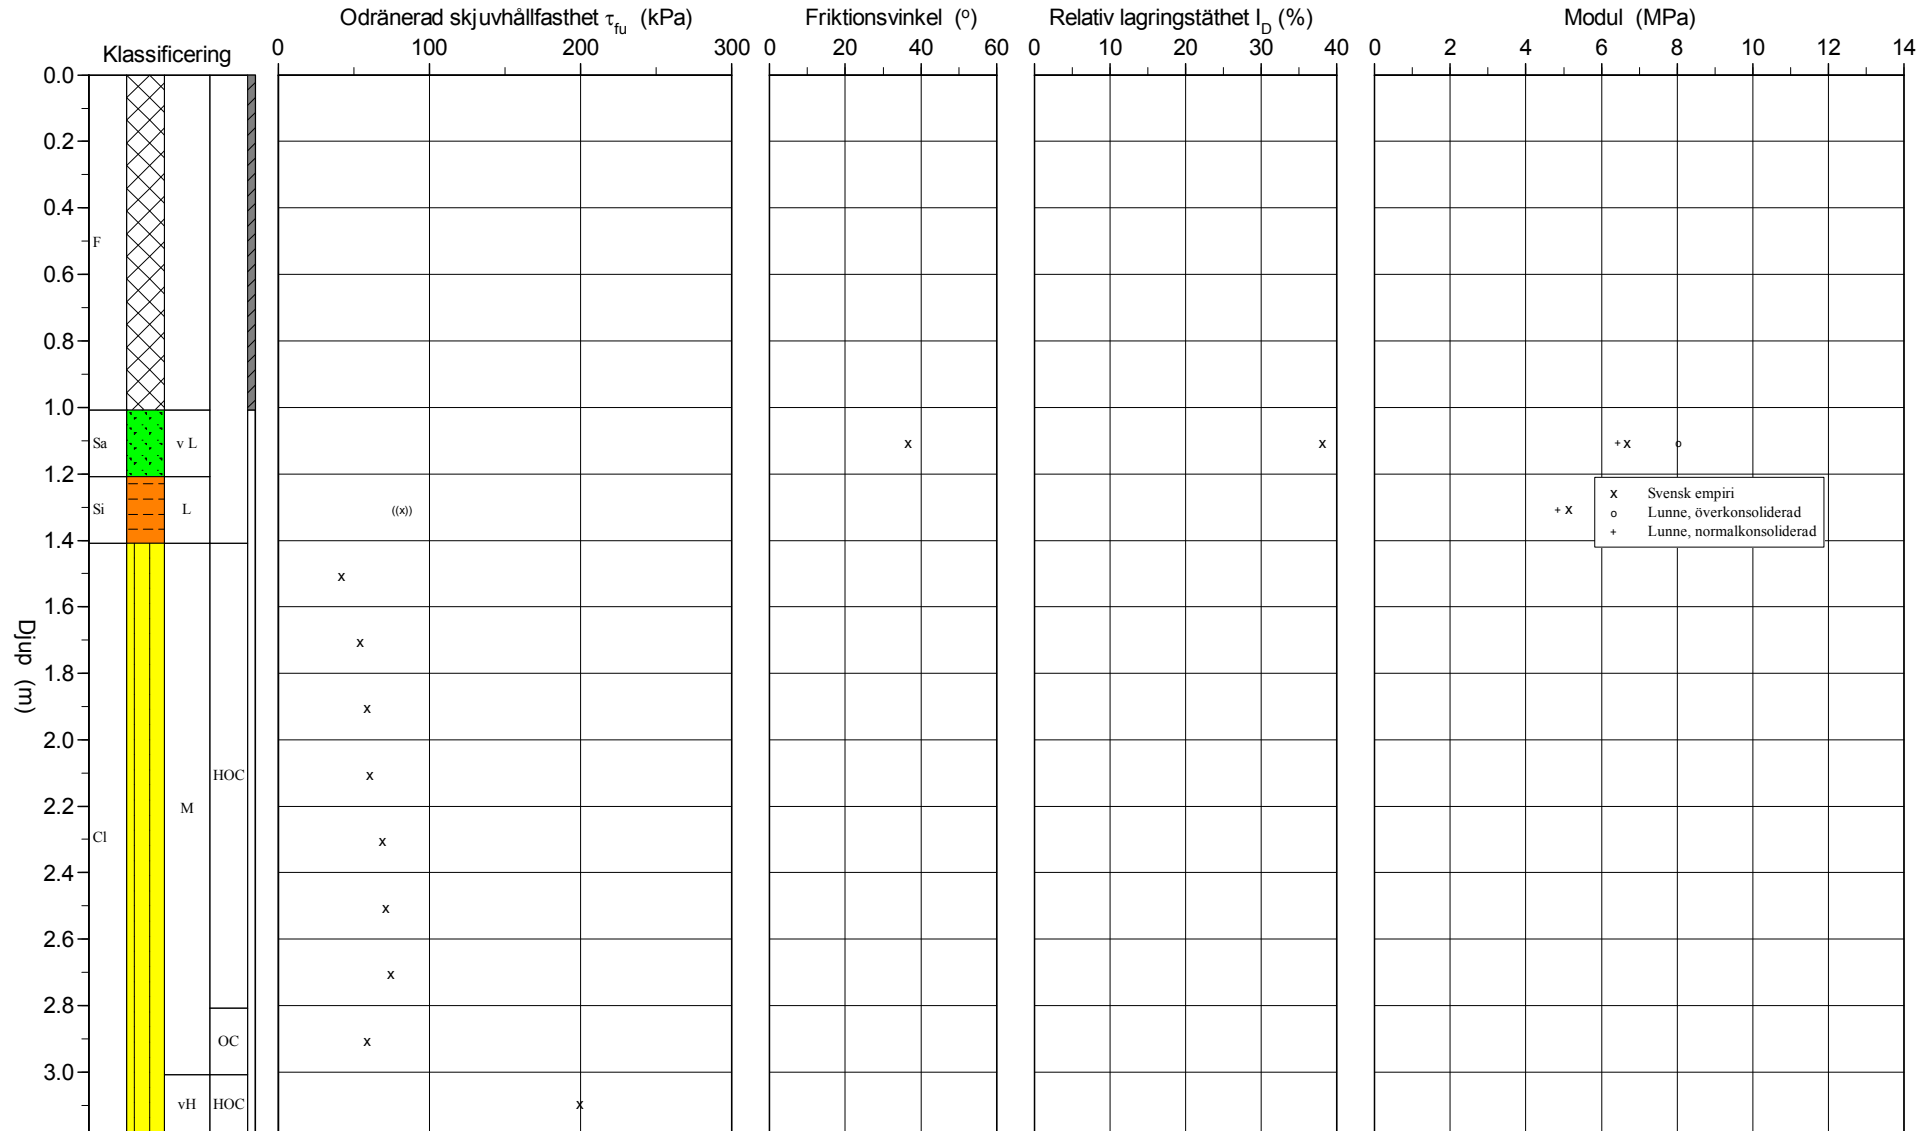 Odränerad skjuvhållfasthet τfu (kPa)
Friktionsvinkel (o)
Relativ lagringstäthet ID (%)
Modul (MPa)
Klassificering
0 100 200 300
0 20 40 60
0 10 20 30 40
0 2 4 6 8 10 12 14
0.0
0.2
0.4
F
0.6
0.8
1.0
Sa v L
x
x
+ x o
1.2
Si L
((x))
+ x
x Svensk empiri
o Lunne, överkonsoliderad
+ Lunne, normalkonsoliderad
1.4
x
1.6
x
1.8
x
2.0
HOC
x
2.2
M
Cl
x
2.4
x
2.6
x
2.8
OC
x
3.0
vH HOC
x
Djup (m)